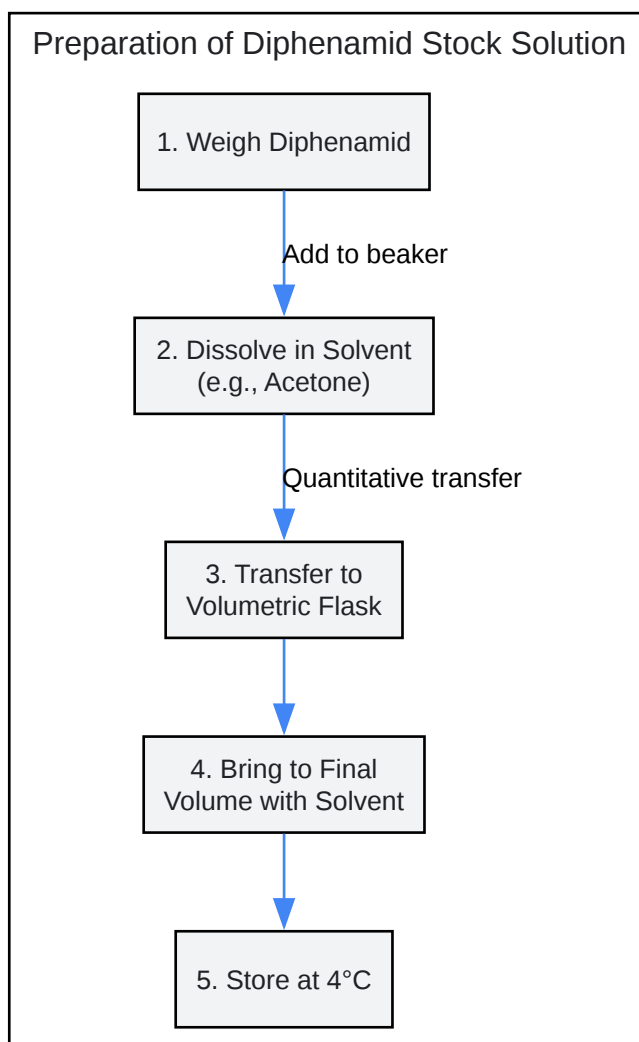 Preparation of Diphenamid Stock Solution
1. Weigh Diphenamid
Add to beaker
2. Dissolve in Solvent
(e.g., Acetone)
Quantitative transfer
3. Transfer to
Volumetric Flask
4. Bring to Final
Volume with Solvent
5. Store at 4°C